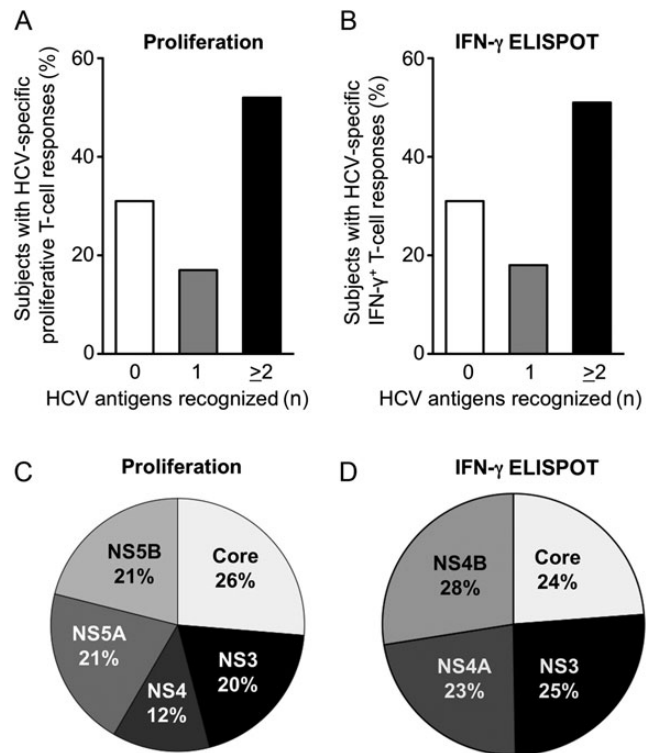 A
Proliferation
Subjects with HCV-specific
proliferative T-cell responses (%)
60
40
20
0
0 1 ≥2
HCV antigens recognized (n)
B
IFN-γ ELISPOT
Subjects with HCV-specific
IFN-γ⁺ T-cell responses (%)
60
40
20
0
0 1 ≥2
HCV antigens recognized (n)
C
Proliferation
NS5B
21%
Core
26%
NS5A
21%
NS3
20%
NS4
12%
D
IFN-γ ELISPOT
NS4B
28%
Core
24%
NS4A
23%
NS3
25%